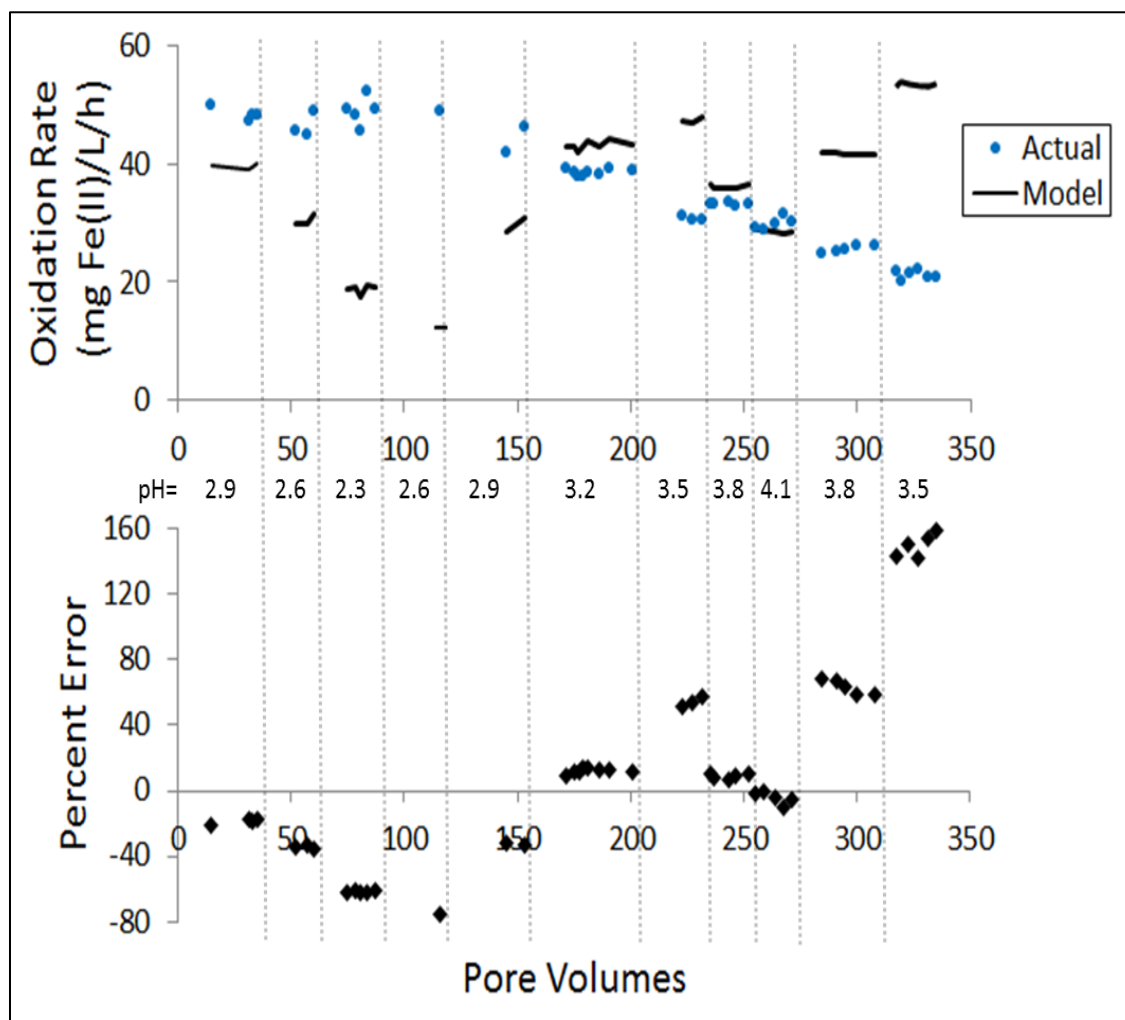 Oxidation Rate
(mg Fe(II)/L/h)
60
40
20
0
0 50 100 150 200 250 300 350
Actual
Model
pH= 2.9 2.6 2.3 2.6 2.9 3.2 3.5 3.8 4.1 3.8 3.5
Percent Error
160
120
80
40
0
-40
-80
0 50 100 150 200 250 300 350
Pore Volumes